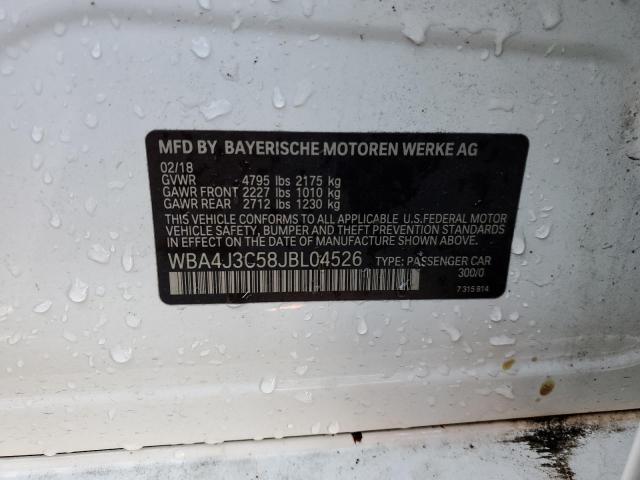 MFD BY BAYERISCHE MOTOREN WERKE AG
02/18
GVWR 4795 lbs 2175 kg
GAWR FRONT 2227 lbs 1010 kg
GAWR REAR 2712 lbs 1230 kg
THIS VEHICLE CONFORMS TO ALL APPLICABLE U.S.FEDERAL MOTOR
VEHICLE SAFETY, BUMPER AND THEFT PREVENTION STANDARDS
IN EFFECT ON THE DATE OF MANUFACTURE SHOWN ABOVE.
WBA4J3C58JBL04526 TYPE: PASSENGER CAR
300/0
7 315 814